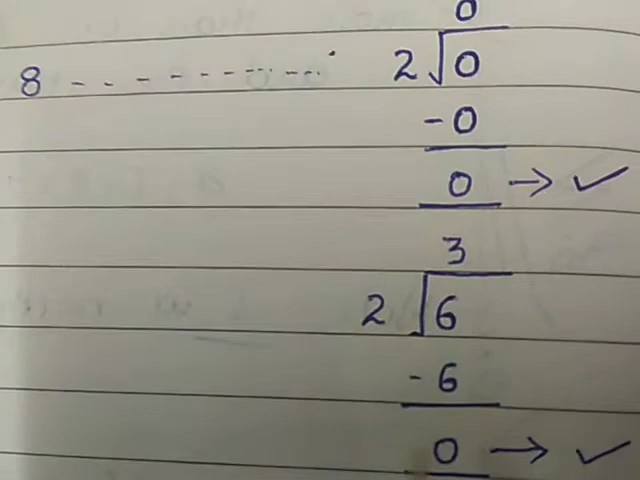 0
8 - - - - - - - - - - - 2√0
-0
0 → ✓
3
2√6
-6
0 → ✓